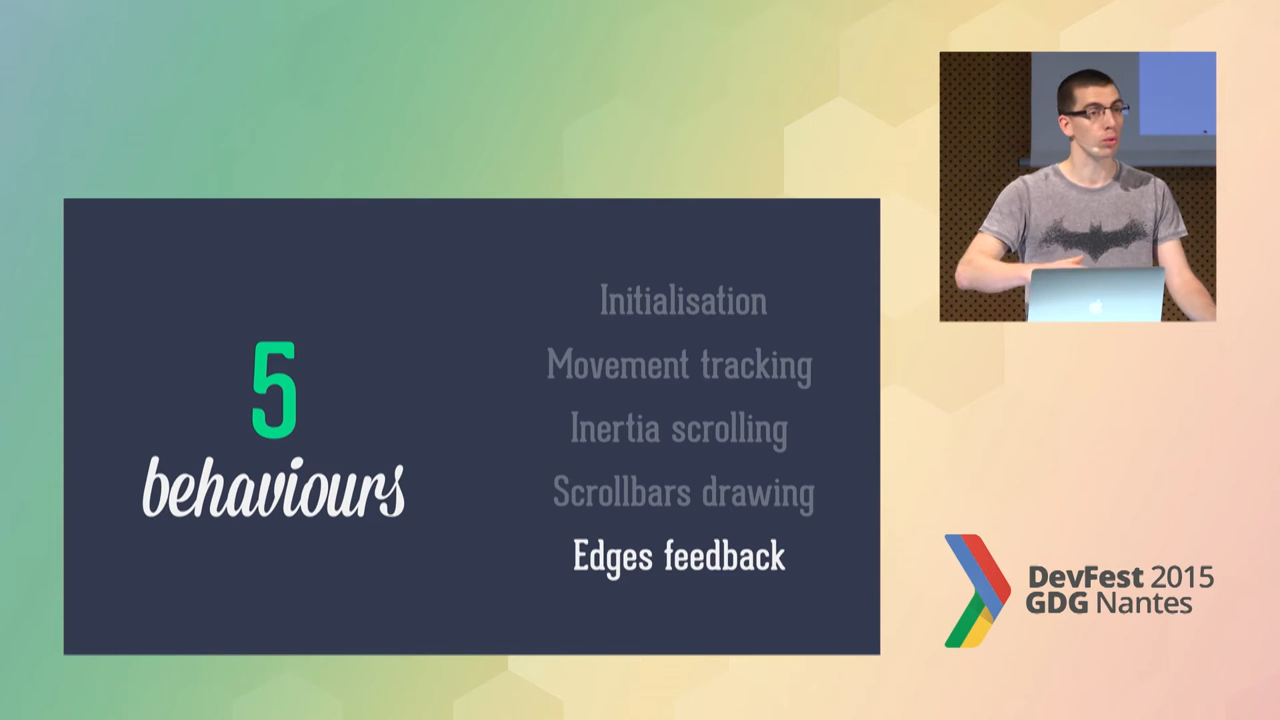 5
behaviours
Initialisation
Movement tracking
Inertia scrolling
Scrollbars drawing
Edges feedback
DevFest 2015
GDG Nantes